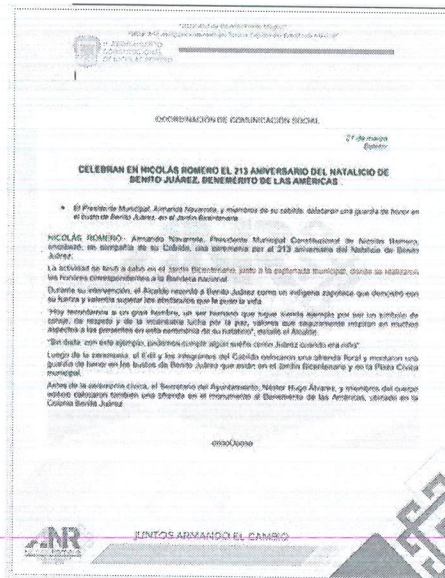 H. AYUNTAMIENTO
CONSTITUCIONAL
DE NICOLÁS ROMERO
COORDINACIÓN DE COMUNICACIÓN SOCIAL
21 de marzo
Boletín
CELEBRAN EN NICOLÁS ROMERO EL 213 ANIVERSARIO DEL NATALICIO DE
BENITO JUÁREZ, BENEMÉRITO DE LAS AMÉRICAS
• El Presidente Municipal, Armando Navarrete, y miembros de su cabildo, colocaron una guardia de honor en
el busto de Benito Juárez, en el Jardín Bicentenario
NICOLÁS ROMERO.- Armando Navarrete, Presidente Municipal Constitucional de Nicolás Romero,
encabezó, en compañía de su Cabildo, una ceremonia por el 213 aniversario del Natalicio de Benito
Juárez.
La actividad se llevó a cabo en el Jardín Bicentenario, junto a la explanada municipal, donde se realizaron
los honores correspondientes a la Bandera nacional.
Durante su intervención, el Alcalde recordó a Benito Juárez como un indígena zapoteca que demostró con
su fuerza y valentía superar los obstáculos que le puso la vida.
"Hoy recordamos a un gran hombre, un ser humano que sigue siendo ejemplo por ser un símbolo de
coraje, de respeto y de la incansable lucha por la paz, valores que seguramente inspiran en muchos
aspectos a los presentes en esta ceremonia de su natalicio", detalló el Alcalde.
"Sin duda, con este ejemplo, podemos cumplir algún sueño como Juárez cuando era niño".
Luego de la ceremonia, el Edil y los integrantes del Cabildo colocaron una ofrenda floral y montaron una
guardia de honor en los bustos de Benito Juárez que están en el Jardín Bicentenario y en la Plaza Cívica
municipal.
Antes de la ceremonia cívica, el Secretario del Ayuntamiento, Néstor Hugo Álvarez, y miembros del cuerpo
edilicio colocaron también una ofrenda en el monumento al Benemérito de las Américas, ubicado en la
Colonia Benito Juárez.
ooooOoooo
ANR
JUNTOS ARMANDO EL CAMBIO